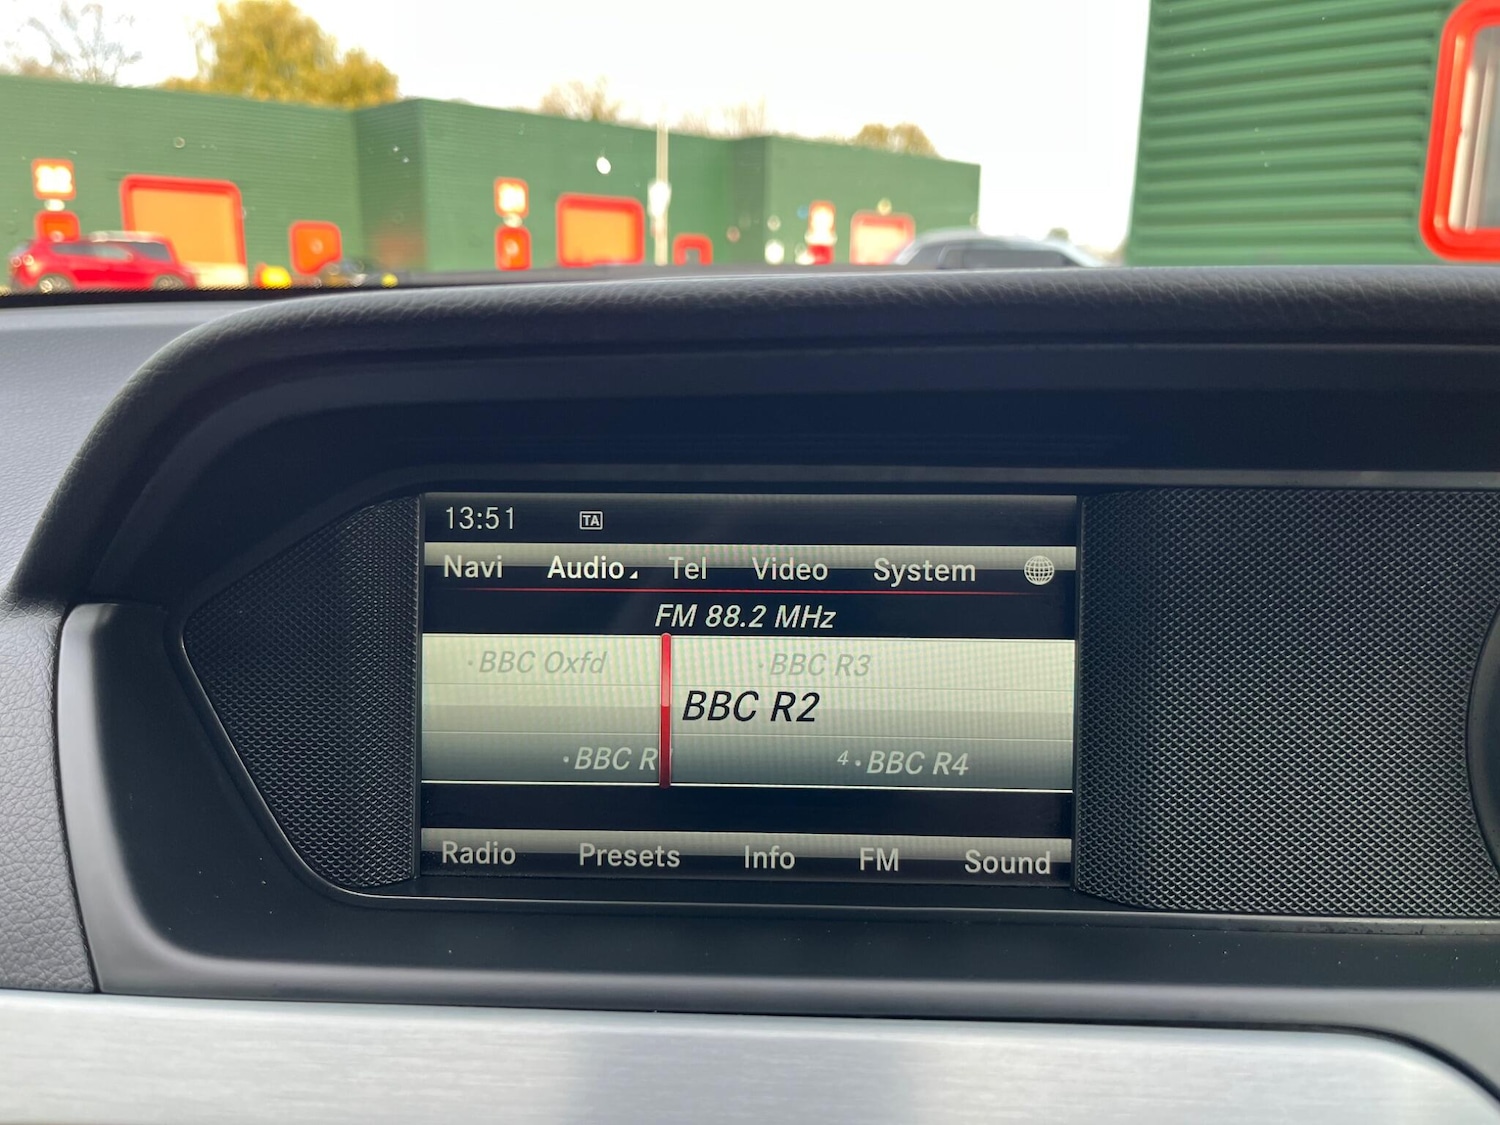 13:51 TA
Navi Audio Tel Video System
FM 88.2 MHz
·BBC Oxfd ·BBC R3
BBC R2
·BBC R 4·BBC R4
Radio Presets Info FM Sound